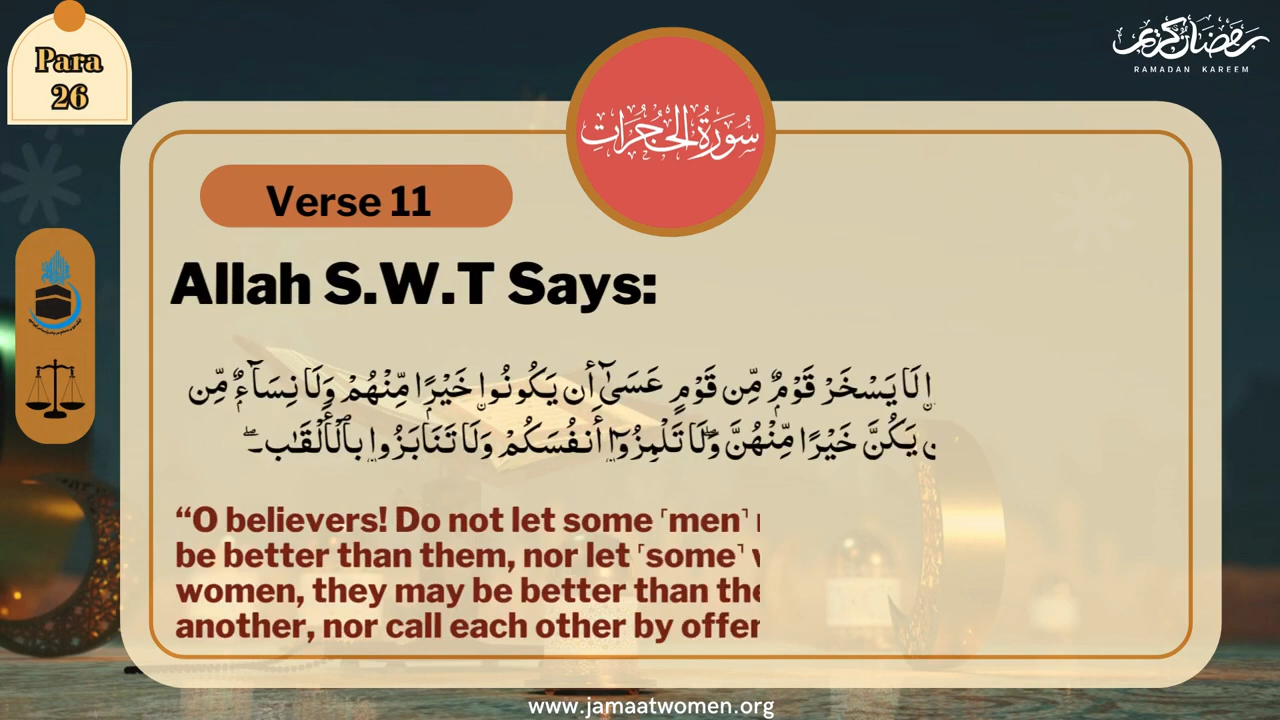 Para
26
رمضان كريم
RAMADAN KAREEM
سُورَةُ الحُجُرَاتِ
Verse 11
Allah S.W.T Says:
لَا يَسْخَرْ قَوْمٌ مِّن قَوْمٍ عَسَىٰٓ أَن يَكُونُوا۟ خَيْرًا مِّنْهُمْ وَلَا نِسَآءٌ مِّن
يَكُنَّ خَيْرًا مِّنْهُنَّ ۖ وَلَا تَلْمِزُوٓا۟ أَنفُسَكُمْ وَلَا تَنَابَزُوا۟ بِٱلْأَلْقَـٰبِ ۖ
“O believers! Do not let some ˹men˺
be better than them, nor let ˹some˺
women, they may be better than
another, nor call each other by
www.jamaatwomen.org